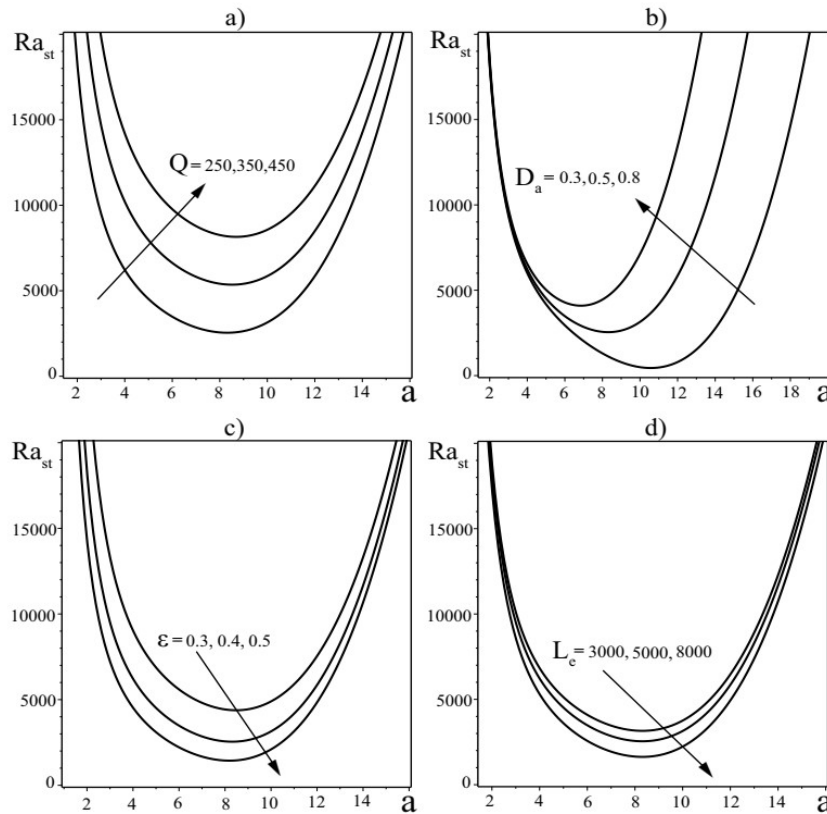 a)
Ra_st
15000
10000
5000
0
Q = 250, 350, 450
2 4 6 8 10 12 14 a
b)
Ra_st
15000
10000
5000
0
D_a = 0.3, 0.5, 0.8
2 4 6 8 10 12 14 16 18 a
c)
Ra_st
15000
10000
5000
0
ε = 0.3, 0.4, 0.5
2 4 6 8 10 12 14 a
d)
Ra_st
15000
10000
5000
0
L_e = 3000, 5000, 8000
2 4 6 8 10 12 14 a